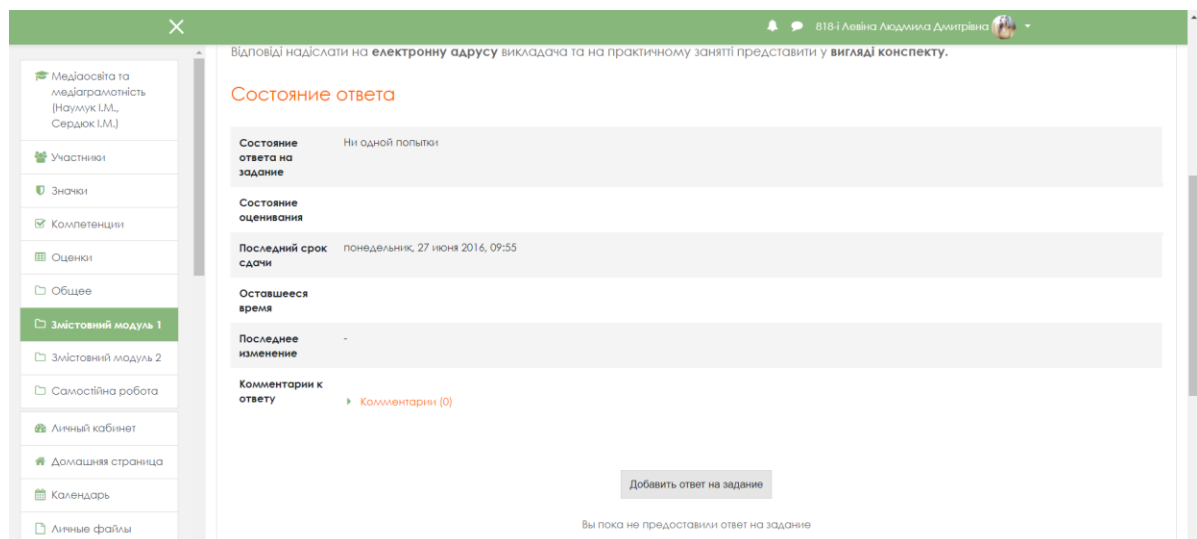 818-і Левіна Людмила Дмитрівна
Відповіді надіслати на електронну адресу викладача та на практичному занятті представити у вигляді конспекту.
Медіаосвіта та
медіаграмотність
(Наумук І.М.,
Сердюк І.М.)
Участники
Значки
Компетенции
Оценки
Общее
Змістовний модуль 1
Змістовний модуль 2
Самостійна робота
Личный кабинет
Домашняя страница
Календарь
Личные файлы
Состояние ответа
Состояние
ответа на
задание
Ни одной попытки
Состояние
оценивания
Последний срок
сдачи
понедельник, 27 июня 2016, 09:55
Оставшееся
время
Последнее
изменение
-
Комментарии к
ответу
Комментарии (0)
Добавить ответ на задание
Вы пока не предоставили ответ на задание